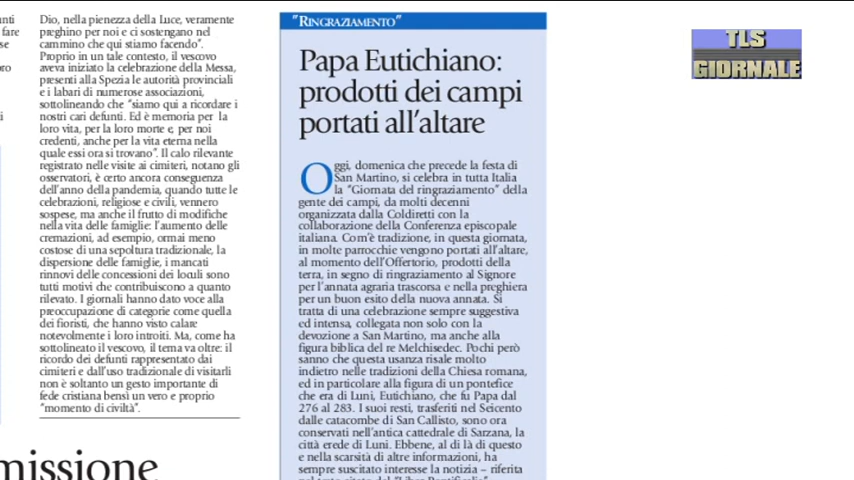 Dio, nella pienezza della Luce, veramente
preghino per noi e ci sostengano nel
cammino che qui stiamo facendo”.
Proprio in un tale contesto, il vescovo
aveva iniziato la celebrazione della Messa,
presenti alla Spezia le autorità provinciali
e i labari di numerose associazioni,
sottolineando che “siamo qui a ricordare i
nostri cari defunti. Ed è memoria per la
loro vita, per la loro morte e, per noi
credenti, anche per la vita eterna nella
quale essi ora si trovano”. Il calo rilevante
registrato nelle visite ai cimiteri, notano gli
osservatori, è certo ancora conseguenza
dell’anno della pandemia, quando tutte le
celebrazioni, religiose e civili, vennero
sospese, ma anche il frutto di modifiche
nella vita delle famiglie: l’aumento delle
cremazioni, ad esempio, ormai meno
costose di una sepoltura tradizionale, la
dispersione delle famiglie, i mancati
rinnovi delle concessioni dei loculi sono
tutti motivi che contribuiscono a quanto
rilevato. I giornali hanno dato voce alla
preoccupazione di categorie come quella
dei fioristi, che hanno visto calare
notevolmente i loro introiti. Ma, come ha
sottolineato il vescovo, il tema va oltre: il
ricordo dei defunti rappresentato dai
cimiteri e dall’uso tradizionale di visitarli
non è soltanto un gesto importante di
fede cristiana bensì un vero e proprio
“momento di civiltà”.
missione
“RINGRAZIAMENTO”
Papa Eutichiano:
prodotti dei campi
portati all’altare
Oggi, domenica che precede la festa di
San Martino, si celebra in tutta Italia
la “Giornata del ringraziamento” della
gente dei campi, da molti decenni
organizzata dalla Coldiretti con la
collaborazione della Conferenza episcopale
italiana. Com’è tradizione, in questa giornata,
in molte parrocchie vengono portati all’altare,
al momento dell’Offertorio, prodotti della
terra, in segno di ringraziamento al Signore
per l’annata agraria trascorsa e nella preghiera
per un buon esito della nuova annata. Si
tratta di una celebrazione sempre suggestiva
ed intensa, collegata non solo con la
devozione a San Martino, ma anche alla
figura biblica del re Melchisedec. Pochi però
sanno che questa usanza risale molto
indietro nelle tradizioni della Chiesa romana,
ed in particolare alla figura di un pontefice
che era di Luni, Eutichiano, che fu Papa dal
276 al 283. I suoi resti, trasferiti nel Seicento
dalle catacombe di San Callisto, sono ora
conservati nell’antica cattedrale di Sarzana, la
città erede di Luni. Ebbene, al di là di questo
e nella scarsità di altre informazioni, ha
sempre suscitato interesse la notizia – riferita
TLS
GIORNALE